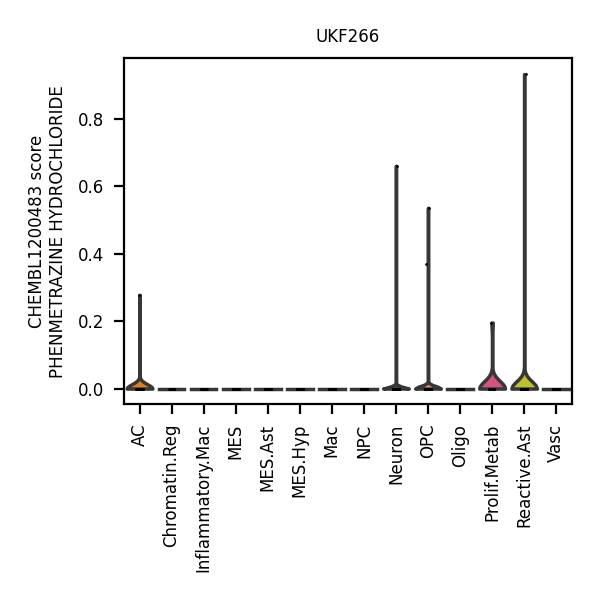 UKF266
CHEMBL1200483 score
PHENMETRAZINE HYDROCHLORIDE
0.8
0.6
0.4
0.2
0.0
AC
Chromatin.Reg
Inflammatory.Mac
MES
MES.Ast
MES.Hyp
Mac
NPC
Neuron
OPC
Oligo
Prolif.Metab
Reactive.Ast
Vasc